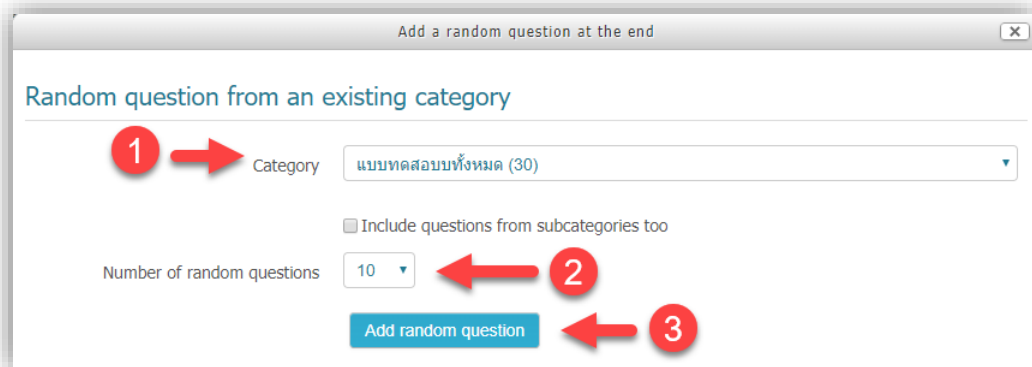 Add a random question at the end
Random question from an existing category
1
Category
แบบทดสอบบทั้งหมด (30)
Include questions from subcategories too
Number of random questions
10
2
Add random question
3